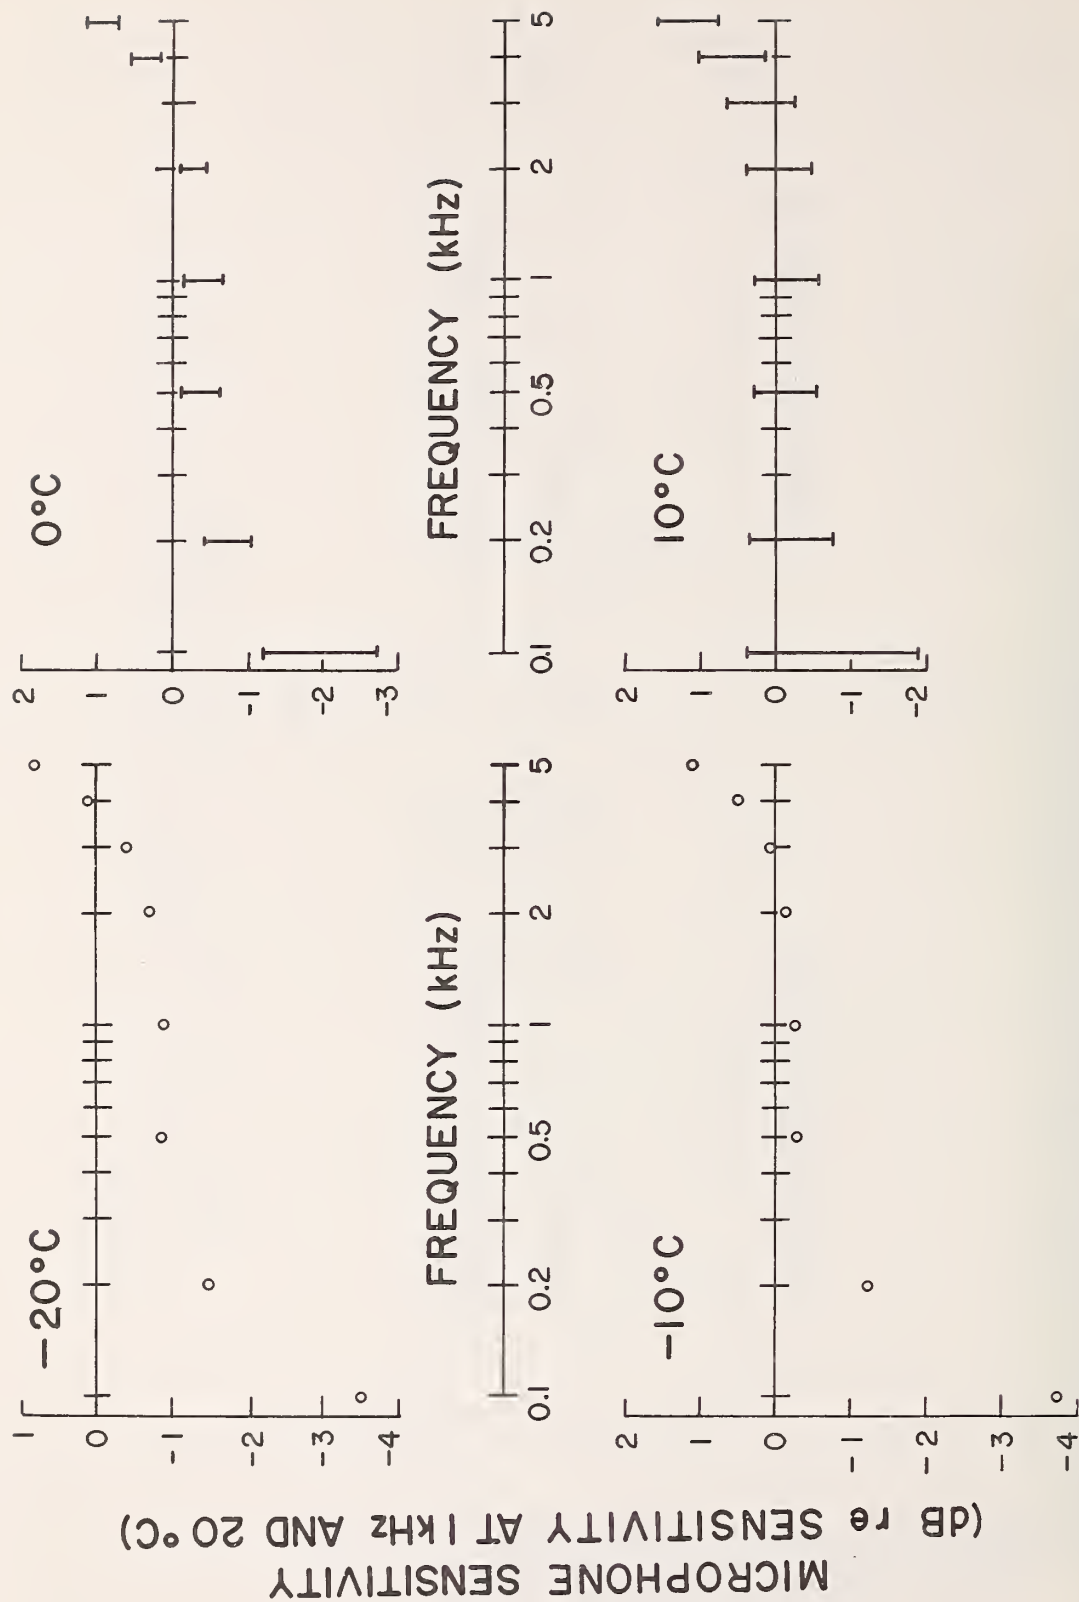 MICROPHONE SENSITIVITY
(dB re SENSITIVITY AT 1 kHz AND 20°C)
-20°C
1
0
-1
-2
-3
-4
FREQUENCY (kHz)
0.1 0.2 0.5 1 2 5
-10°C
2
1
0
-1
-2
-3
-4
0°C
2
1
0
-1
-2
-3
FREQUENCY (kHz)
0.1 0.2 0.5 1 2 5
10°C
2
1
0
-1
-2